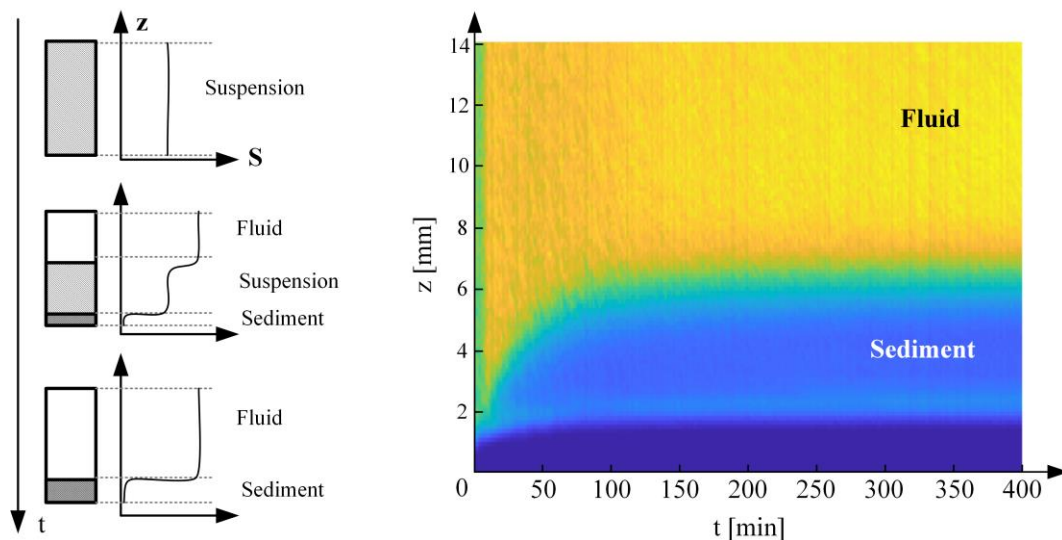 z
Suspension
S
Fluid
Suspension
Sediment
Fluid
Sediment
t
14
12
10
8
6
4
2
z [mm]
Fluid
Sediment
0 50 100 150 200 250 300 350 400
t [min]